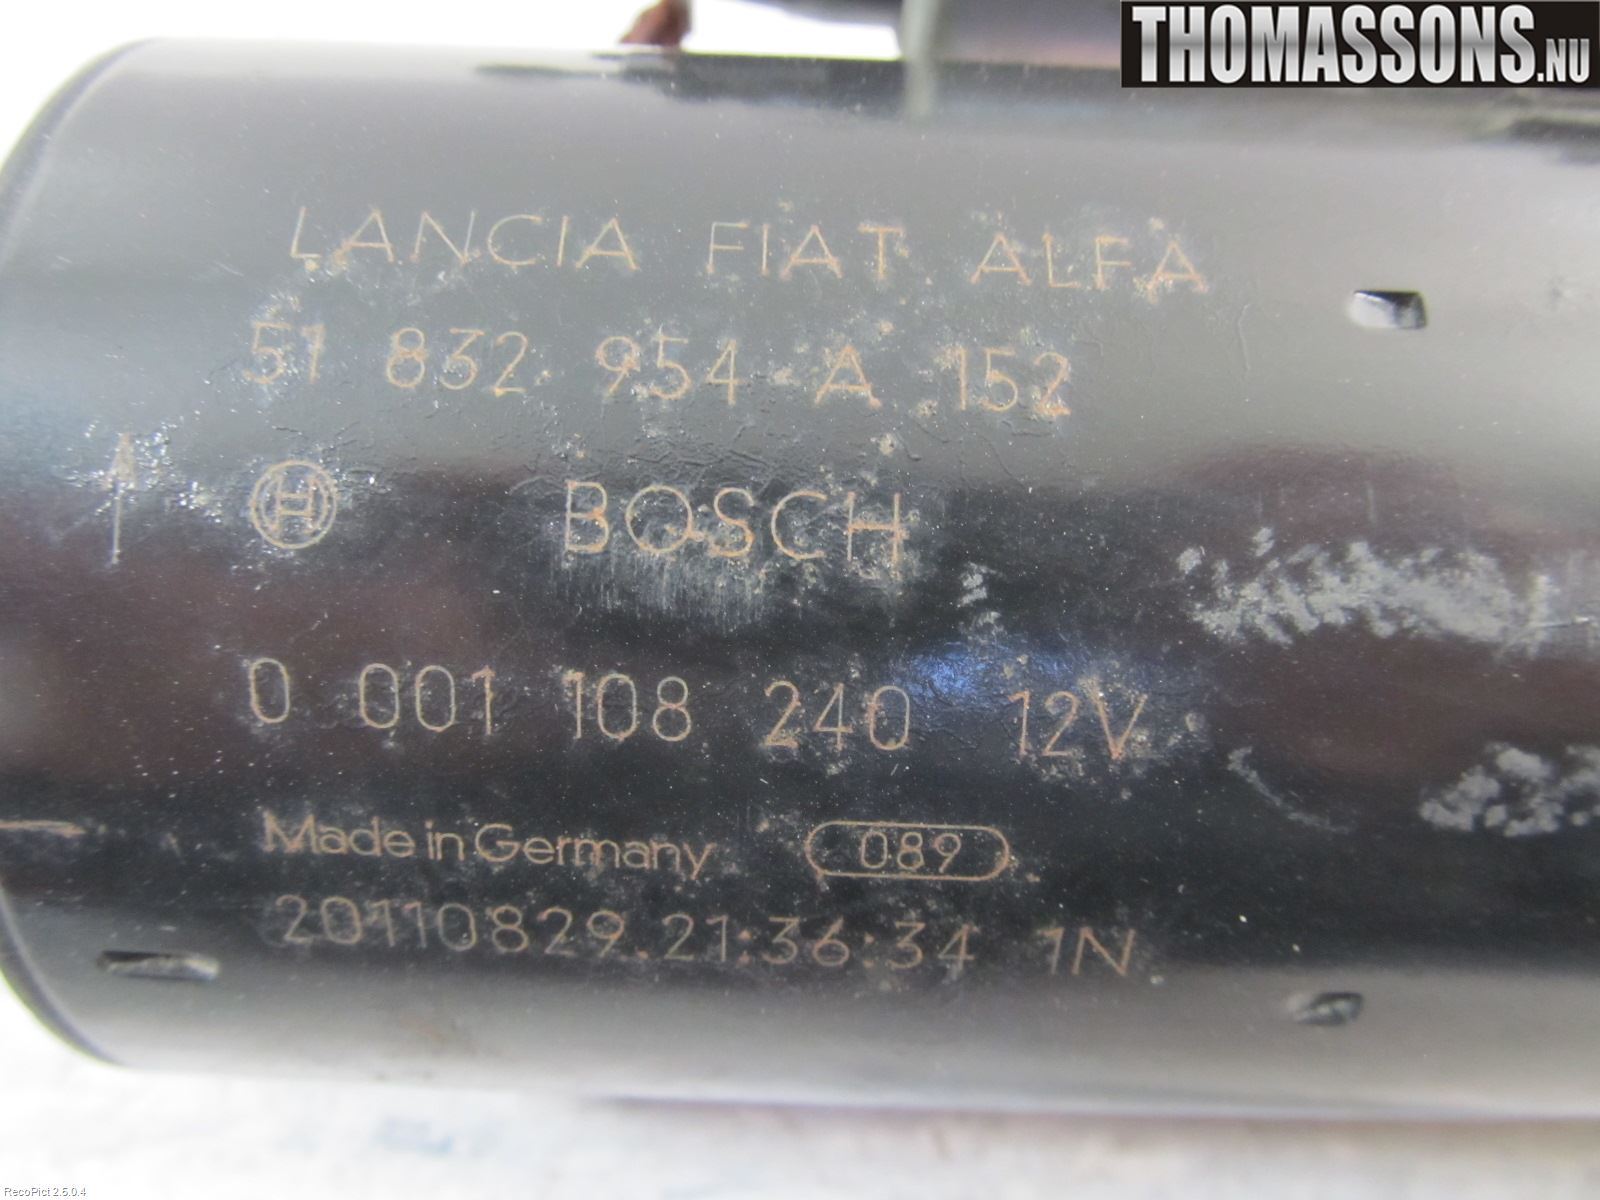 THOMASSONS.NU
LANCIA FIAT ALFA
51 832 954 A 152
H BOSCH
0 001 108 240 12V
Made in Germany 089
20110829.21:36:34 1N
RecoPict 2.5.0.4